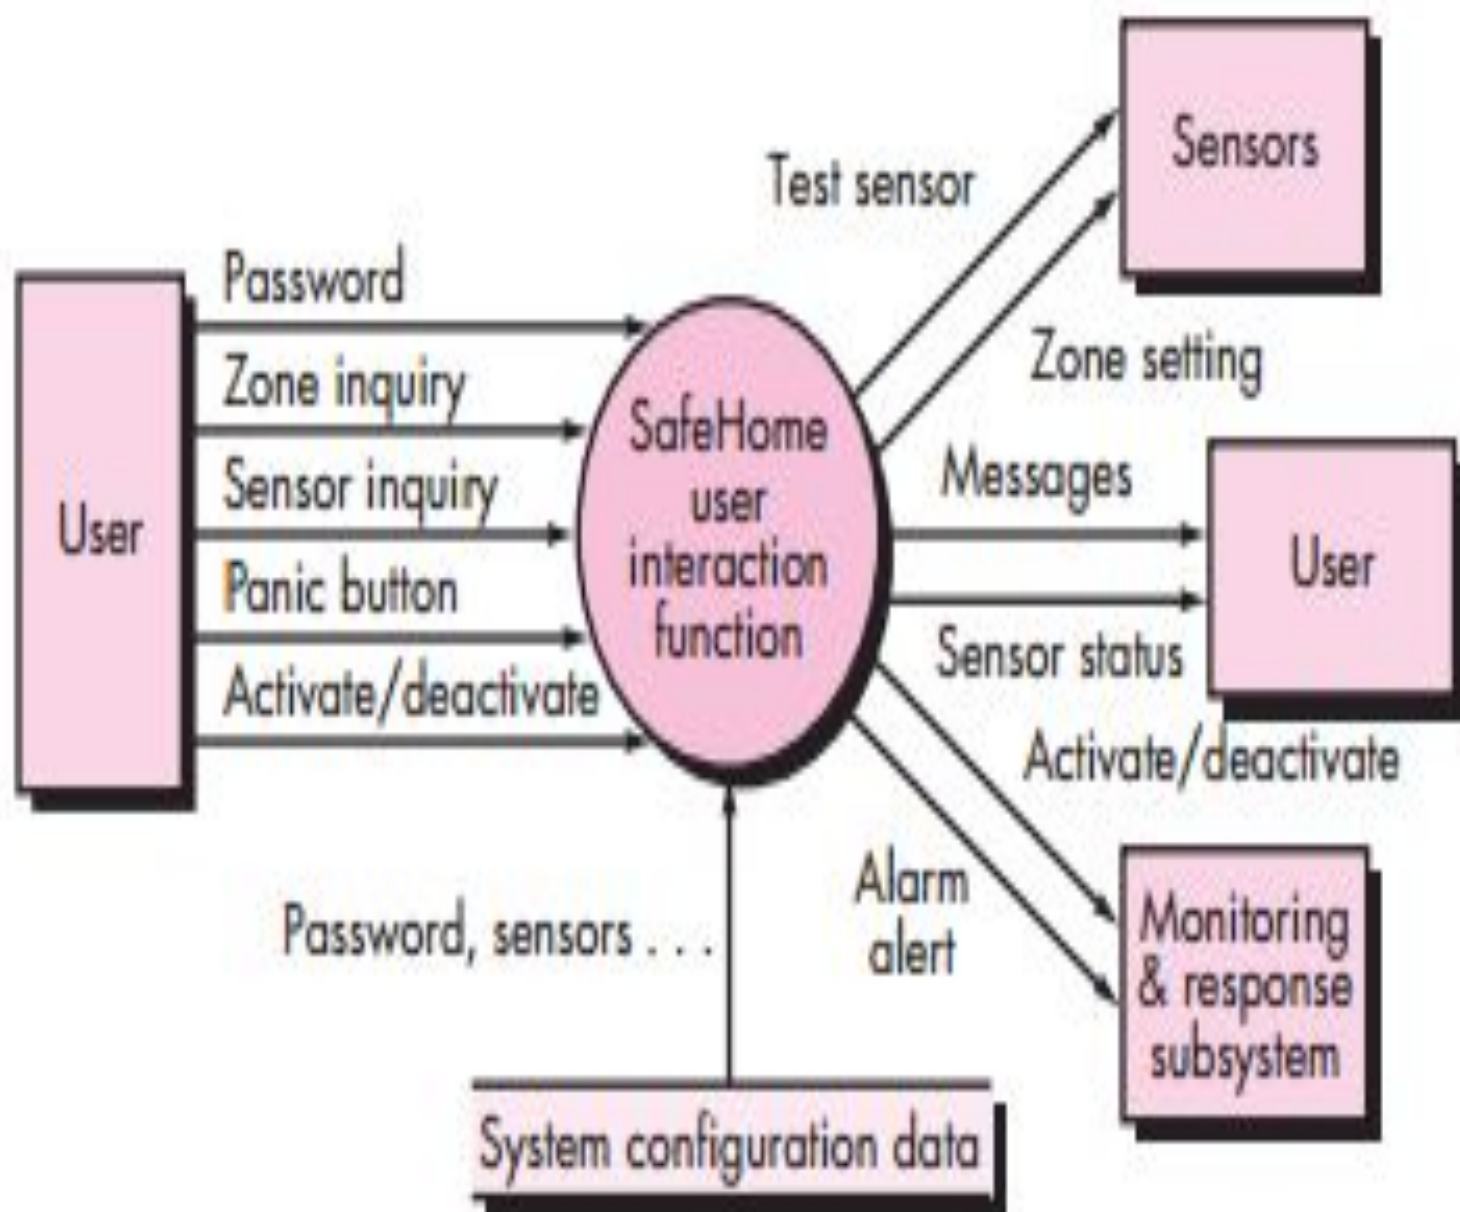 Sensors
Test sensor
Password
Zone setting
Zone inquiry
SafeHome
user
interaction
function
Messages
Sensor inquiry
User
User
Panic button
Sensor status
Activate/deactivate
Activate/deactivate
Alarm
alert
Password, sensors . . .
Monitoring
& response
subsystem
System configuration data